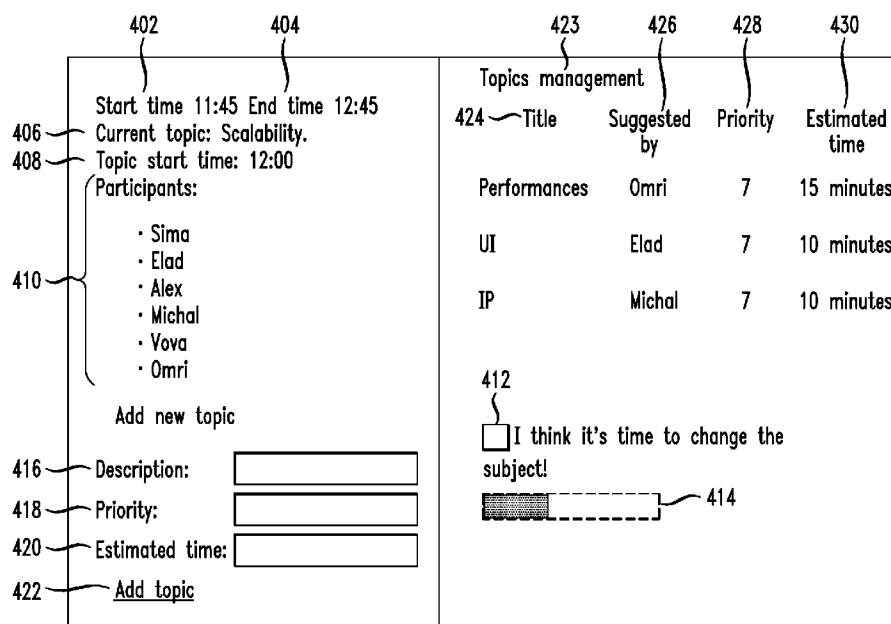 402 404 423 426 428 430
Start time 11:45 End time 12:45
406 Current topic: Scalability.
408 Topic start time: 12:00
Participants:
410
· Sima
· Elad
· Alex
· Michal
· Vova
· Omri
Add new topic
416 Description:
418 Priority:
420 Estimated time:
422 Add topic
Topics management
424 Title Suggested by Priority Estimated time
Performances Omri 7 15 minutes
UI Elad 7 10 minutes
IP Michal 7 10 minutes
412
I think it's time to change the
subject!
414